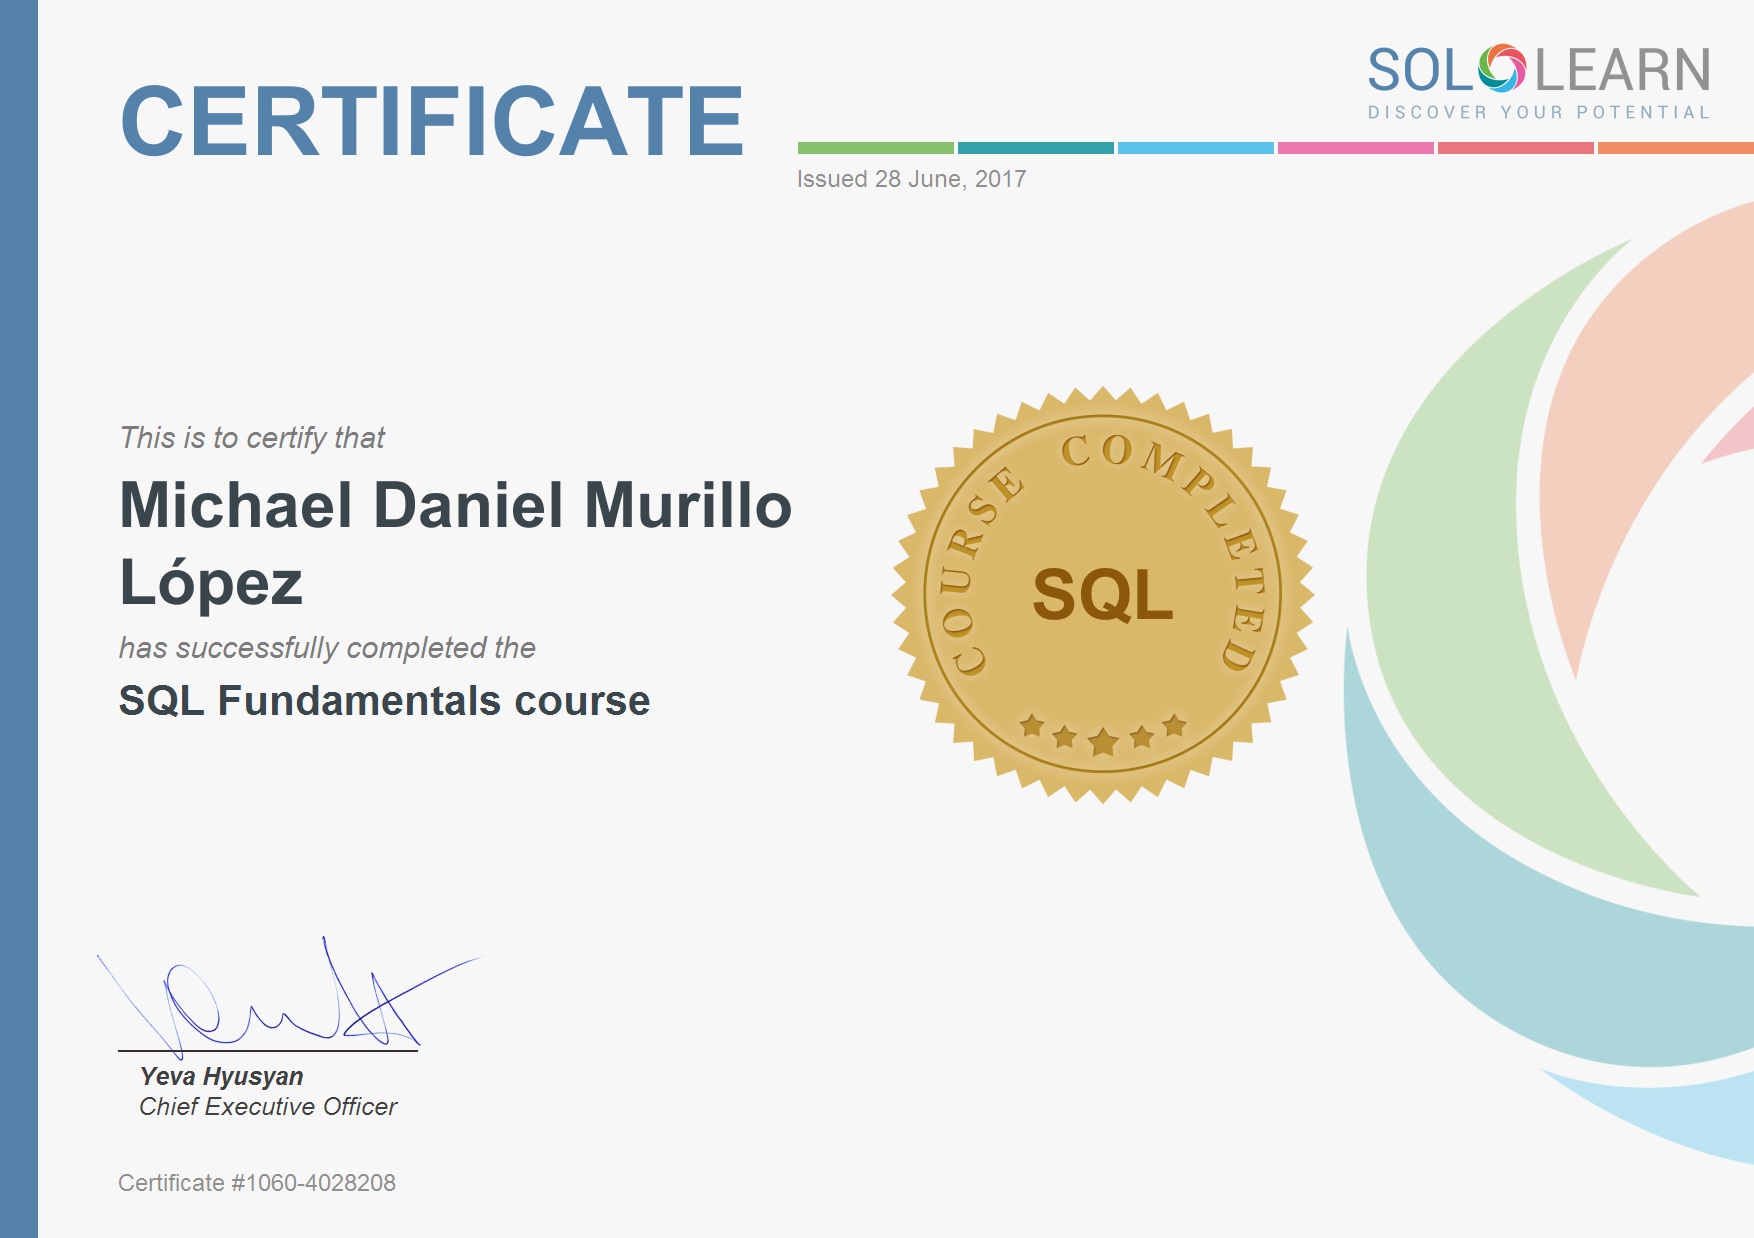 CERTIFICATE
SOLOLEARN
DISCOVER YOUR POTENTIAL
Issued 28 June, 2017
This is to certify that
Michael Daniel Murillo
López
has successfully completed the
SQL Fundamentals course
COURSE COMPLETED
SQL
Yeva Hyusyan
Chief Executive Officer
Certificate #1060-4028208